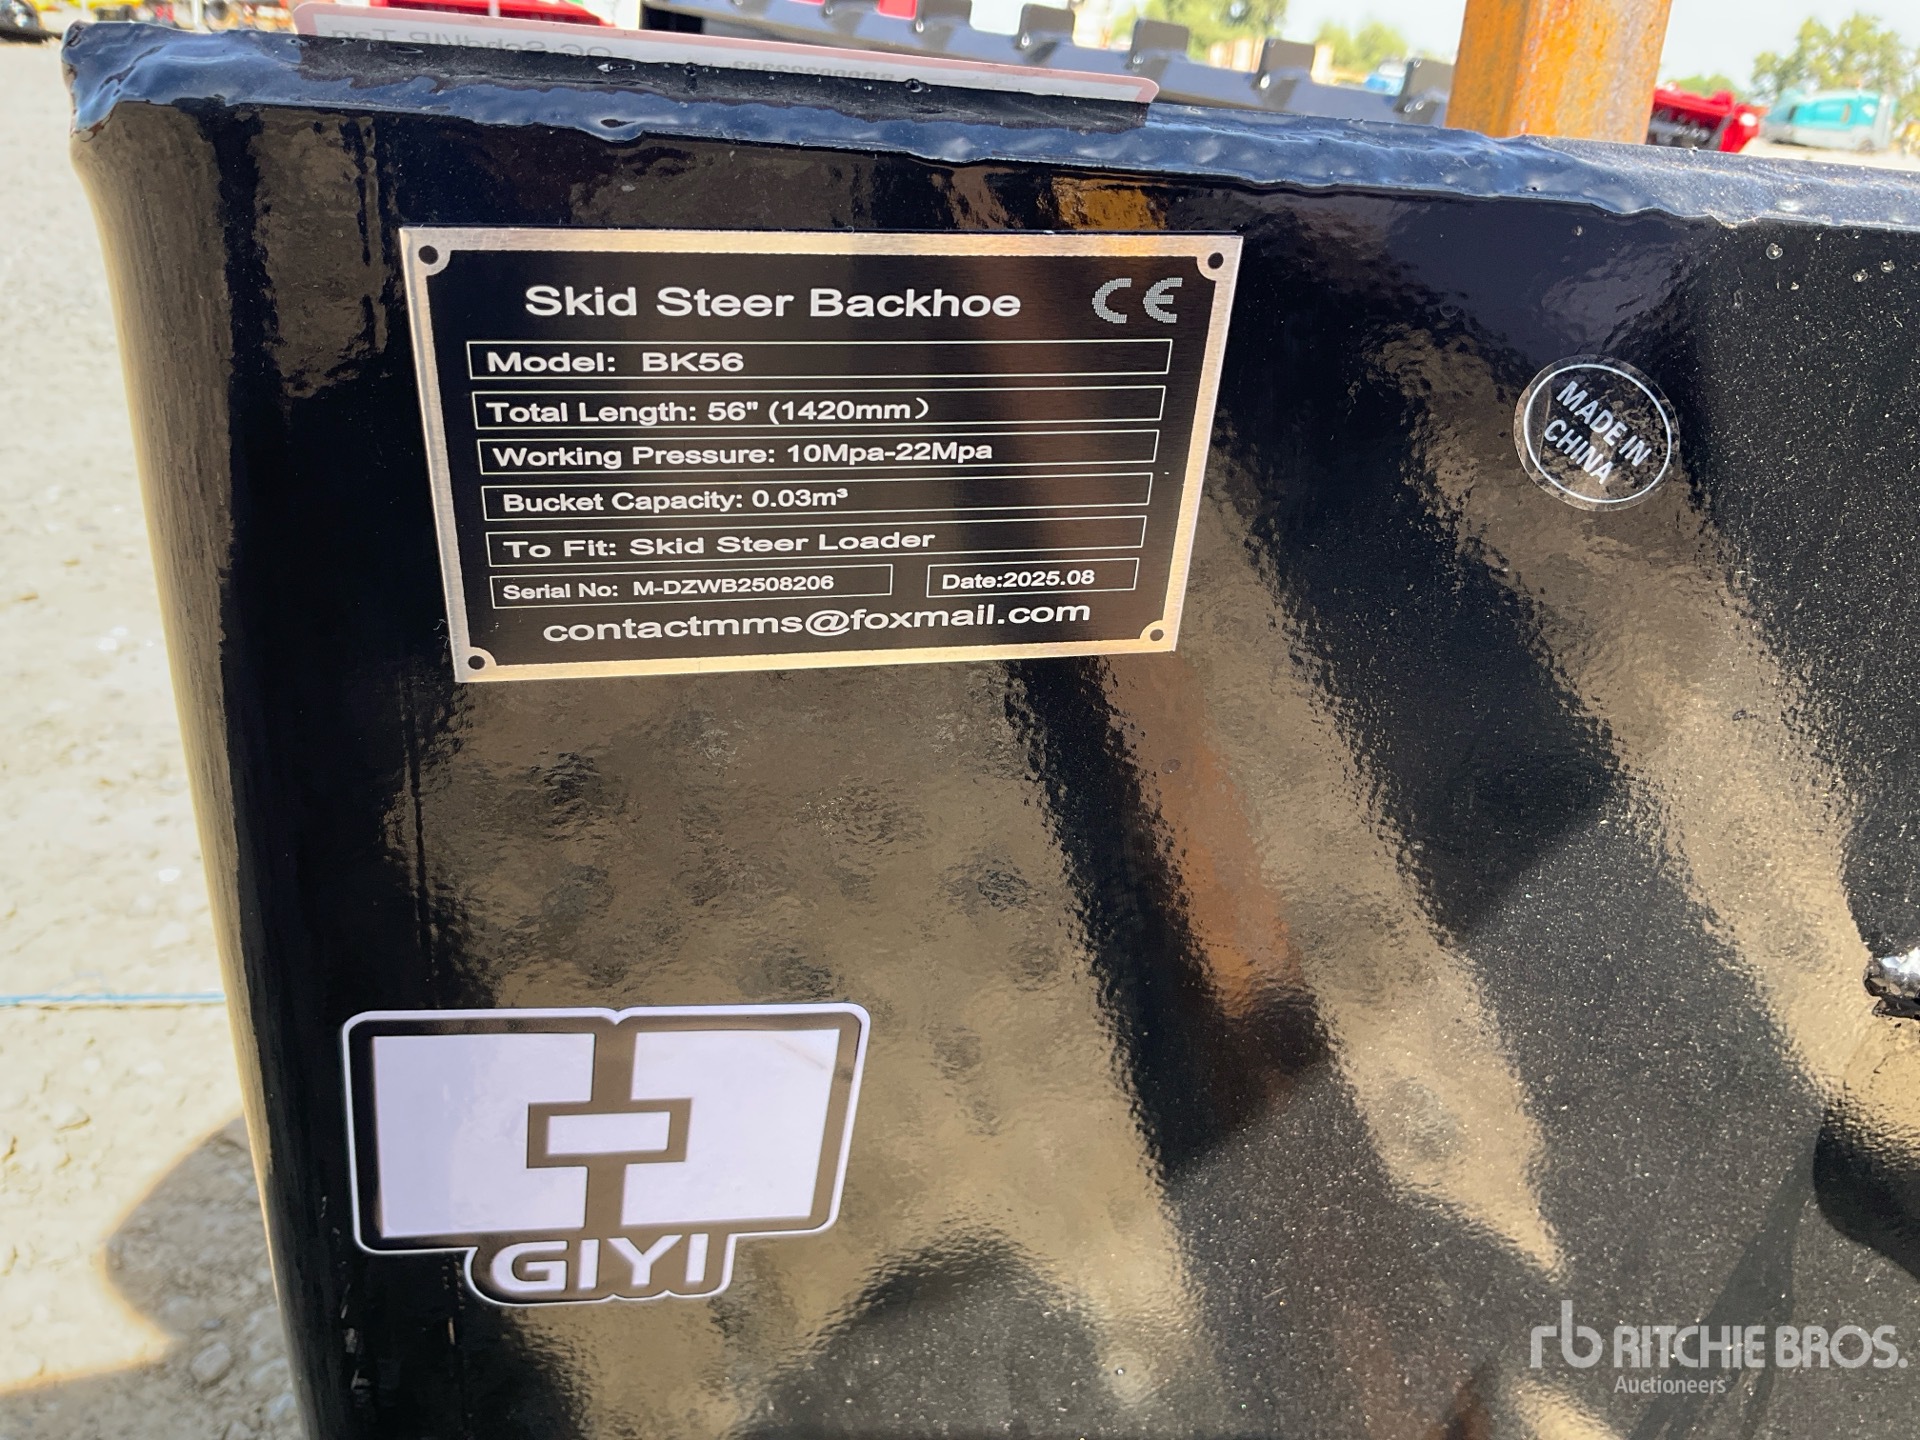 Skid Steer Backhoe CE
Model: BK56
Total Length: 56" (1420mm）
Working Pressure: 10Mpa-22Mpa
Bucket Capacity: 0.03m³
To Fit: Skid Steer Loader
Serial No: M-DZWB2508206 Date:2025.08
contactmms@foxmail.com
MADE IN
CHINA
GIYI
rb RITCHIE BROS.
Auctioneers